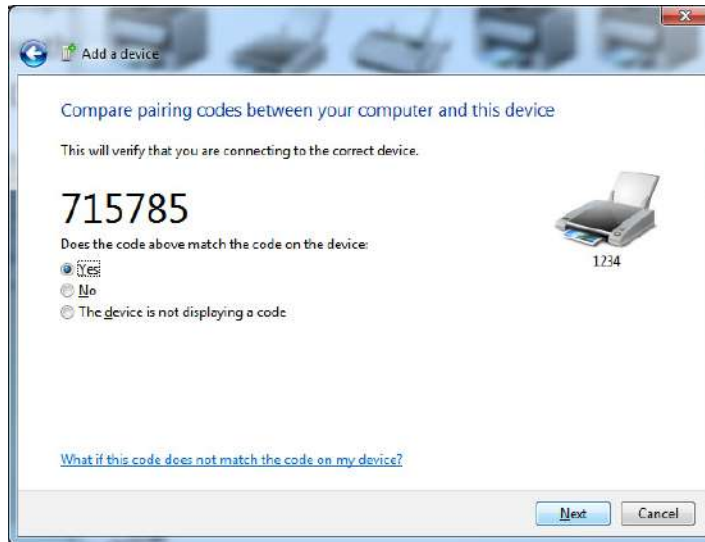 Add a device
Compare pairing codes between your computer and this device
This will verify that you are connecting to the correct device.
715785
Does the code above match the code on the device:
1234
Yes
No
The device is not displaying a code
What if this code does not match the code on my device?
Next
Cancel